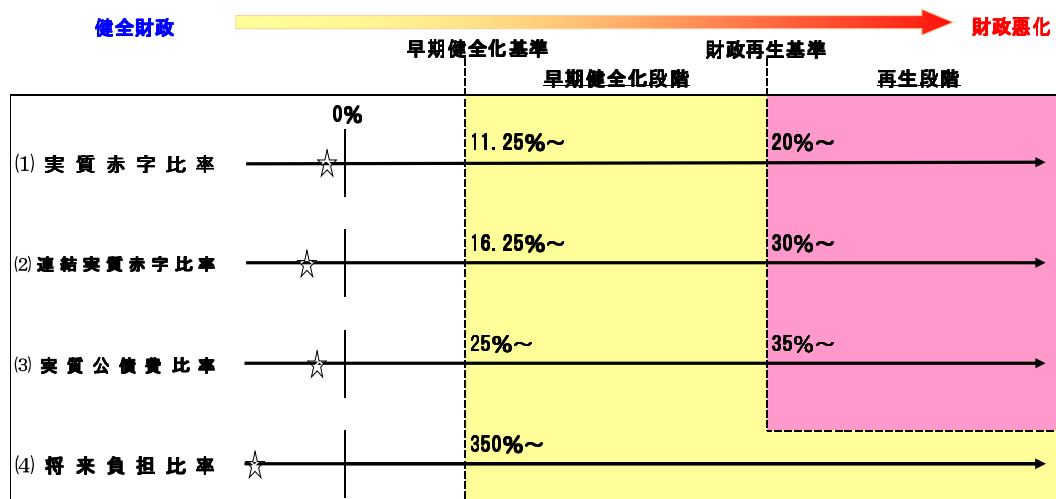 健全財政
財政悪化
早期健全化基準
財政再生基準
早期健全化段階
再生段階
0%
⑴ 実質赤字比率
11.25%～
20%～
⑵ 連結実質赤字比率
16.25%～
30%～
⑶ 実質公債費比率
25%～
35%～
⑷ 将来負担比率
350%～